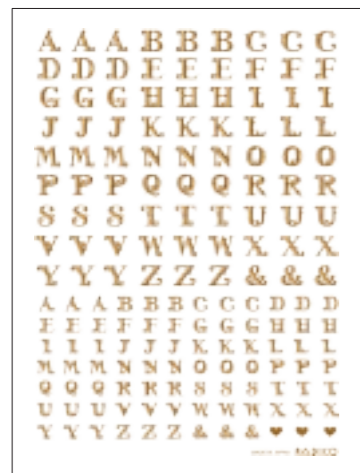 A A A B B B C C C
D D D E E E F F F
G G G H H H I I I
J J J K K K L L L
M M M N N N O O O
P P P Q Q Q R R R
S S S T T T U U U
V V V W W W X X X
Y Y Y Z Z Z & & &
A A A B B B C C C D D D
E E E F F F G G G H H H
I I I J J J K K K L L L
M M M N N N O O O P P P
Q Q Q R R R S S S T T T
U U U V V V W W W X X X
Y Y Y Z Z Z & & & ♥ ♥ ♥